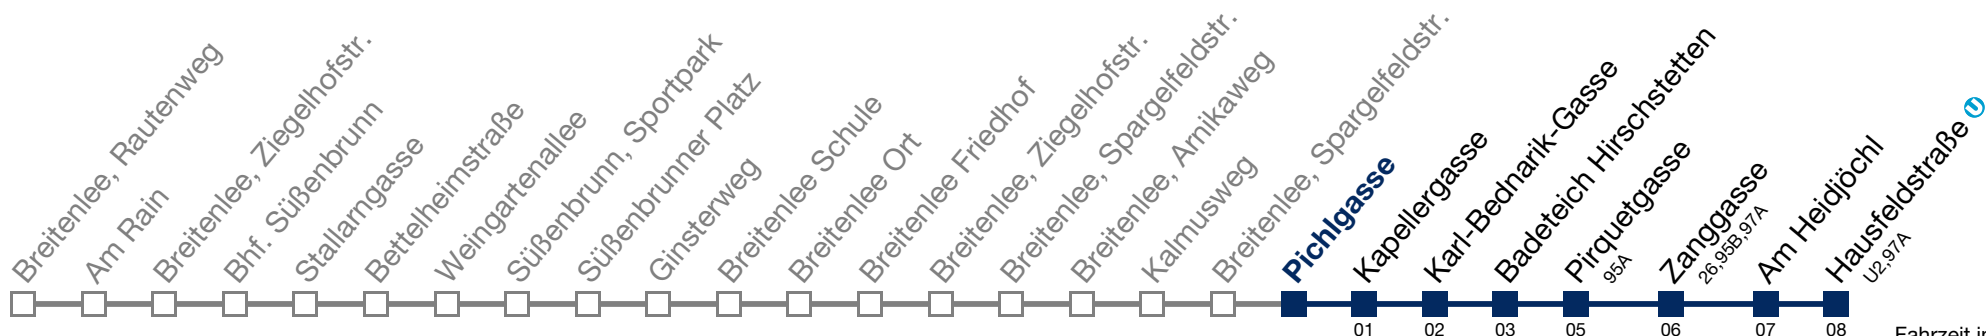 Breitenlee, Rautenweg
Am Rain
Breitenlee, Ziegelhofstr.
Bhf. Süßenbrunn
Stallarngasse
Bettelheimstraße
Weingartenallee
Süßenbrunn, Sportpark
Süßenbrunner Platz
Ginsterweg
Breitenlee Schule
Breitenlee Ort
Breitenlee Friedhof
Breitenlee, Ziegelhofstr.
Breitenlee, Spargelfeldstr.
Breitenlee, Arnikaweg
Kalmusweg
Breitenlee, Spargelfeldstr.
Pichlgasse
Kapellergasse
01
Karl-Bednarik-Gasse
02
Badeteich Hirschstetten
03
Pirquetgasse
95A
05
Zanggasse
26,95B,97A
06
Am Heidjöchl
07
Hausfeldstraße U
U2,97A
08
Fahrzeit